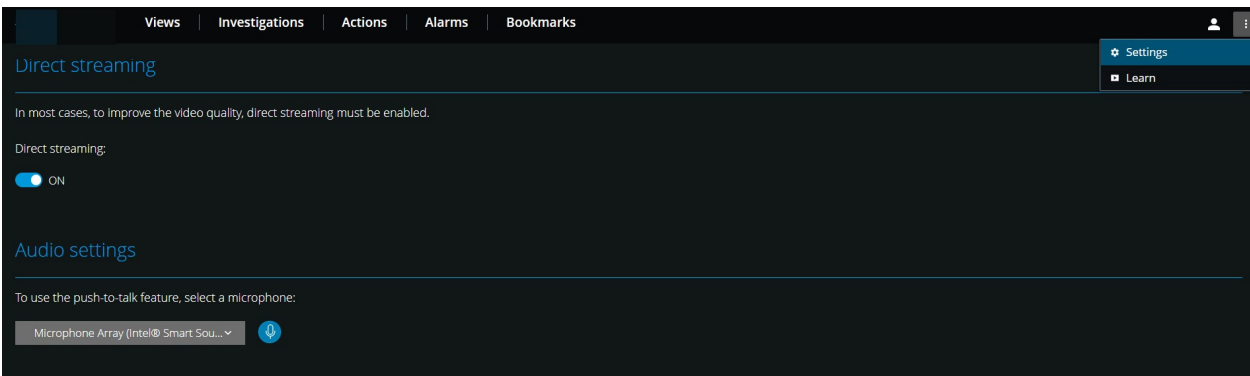 Views Investigations Actions Alarms Bookmarks
Settings
Learn
Direct streaming
In most cases, to improve the video quality, direct streaming must be enabled.
Direct streaming:
ON
Audio settings
To use the push-to-talk feature, select a microphone:
Microphone Array (Intel® Smart Sou...